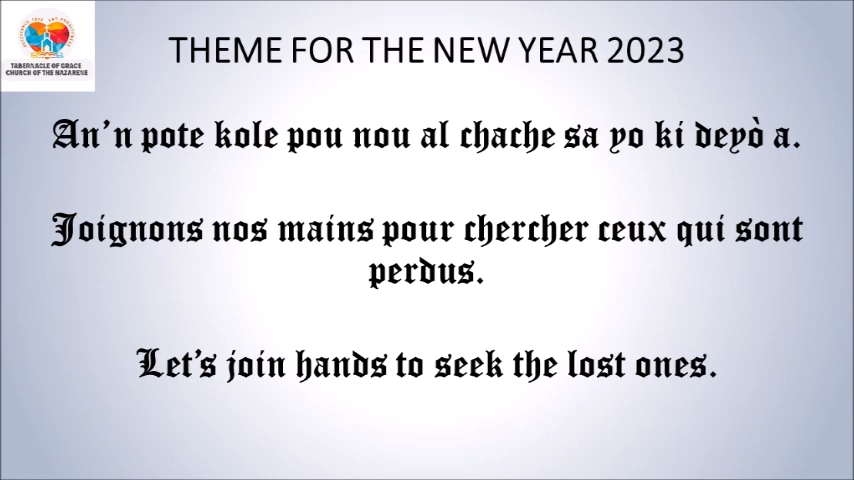 TABERNACLE OF GRACE
CHURCH OF THE NAZARENE
THEME FOR THE NEW YEAR 2023
An'n pote kole pou nou al chache sa yo ki deyò a.
Joignons nos mains pour chercher ceux qui sont
perdus.
Let's join hands to seek the lost ones.